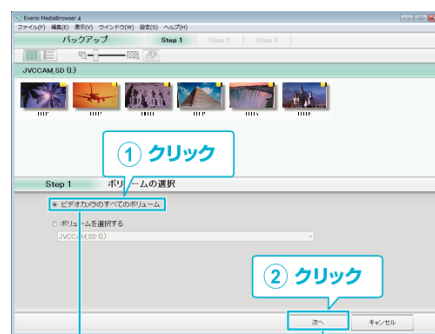 Everio MediaBrowser 4
ファイル(F) 編集(E) 表示(V) ウインドウ(W) 設定(S) ヘルプ(H)
バックアップ Step 1 Step 2 Step 3
JVCCAM_SD (I:)
① クリック
Step 1 ボリュームの選択
ビデオカメラのすべてのボリューム
ボリュームを選択する
JVCCAM_SD (I:)
② クリック
次へ キャンセル